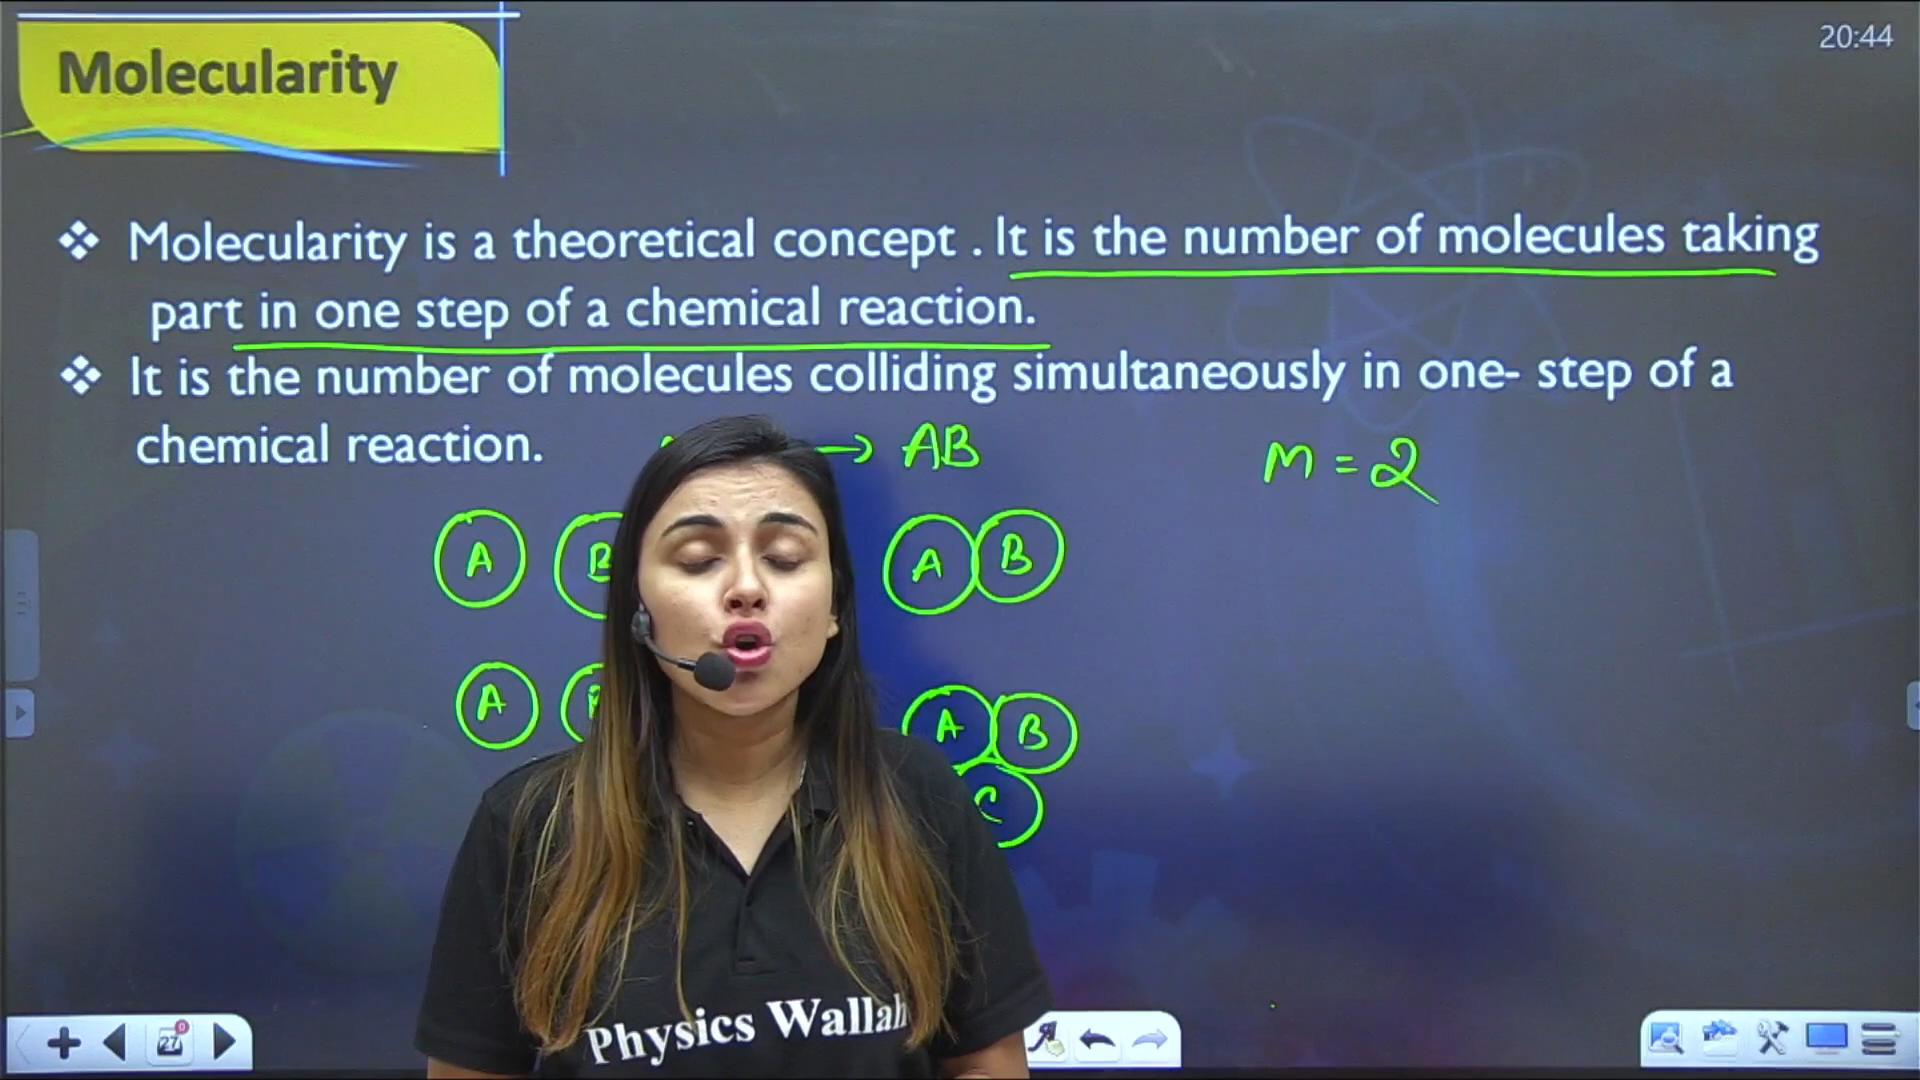 20:44
Molecularity
❖ Molecularity is a theoretical concept . It is the number of molecules taking
part in one step of a chemical reaction.
❖ It is the number of molecules colliding simultaneously in one- step of a
chemical reaction.
→ AB
M = 2
A B A B
A A B
C
Physics Wallah
27
0